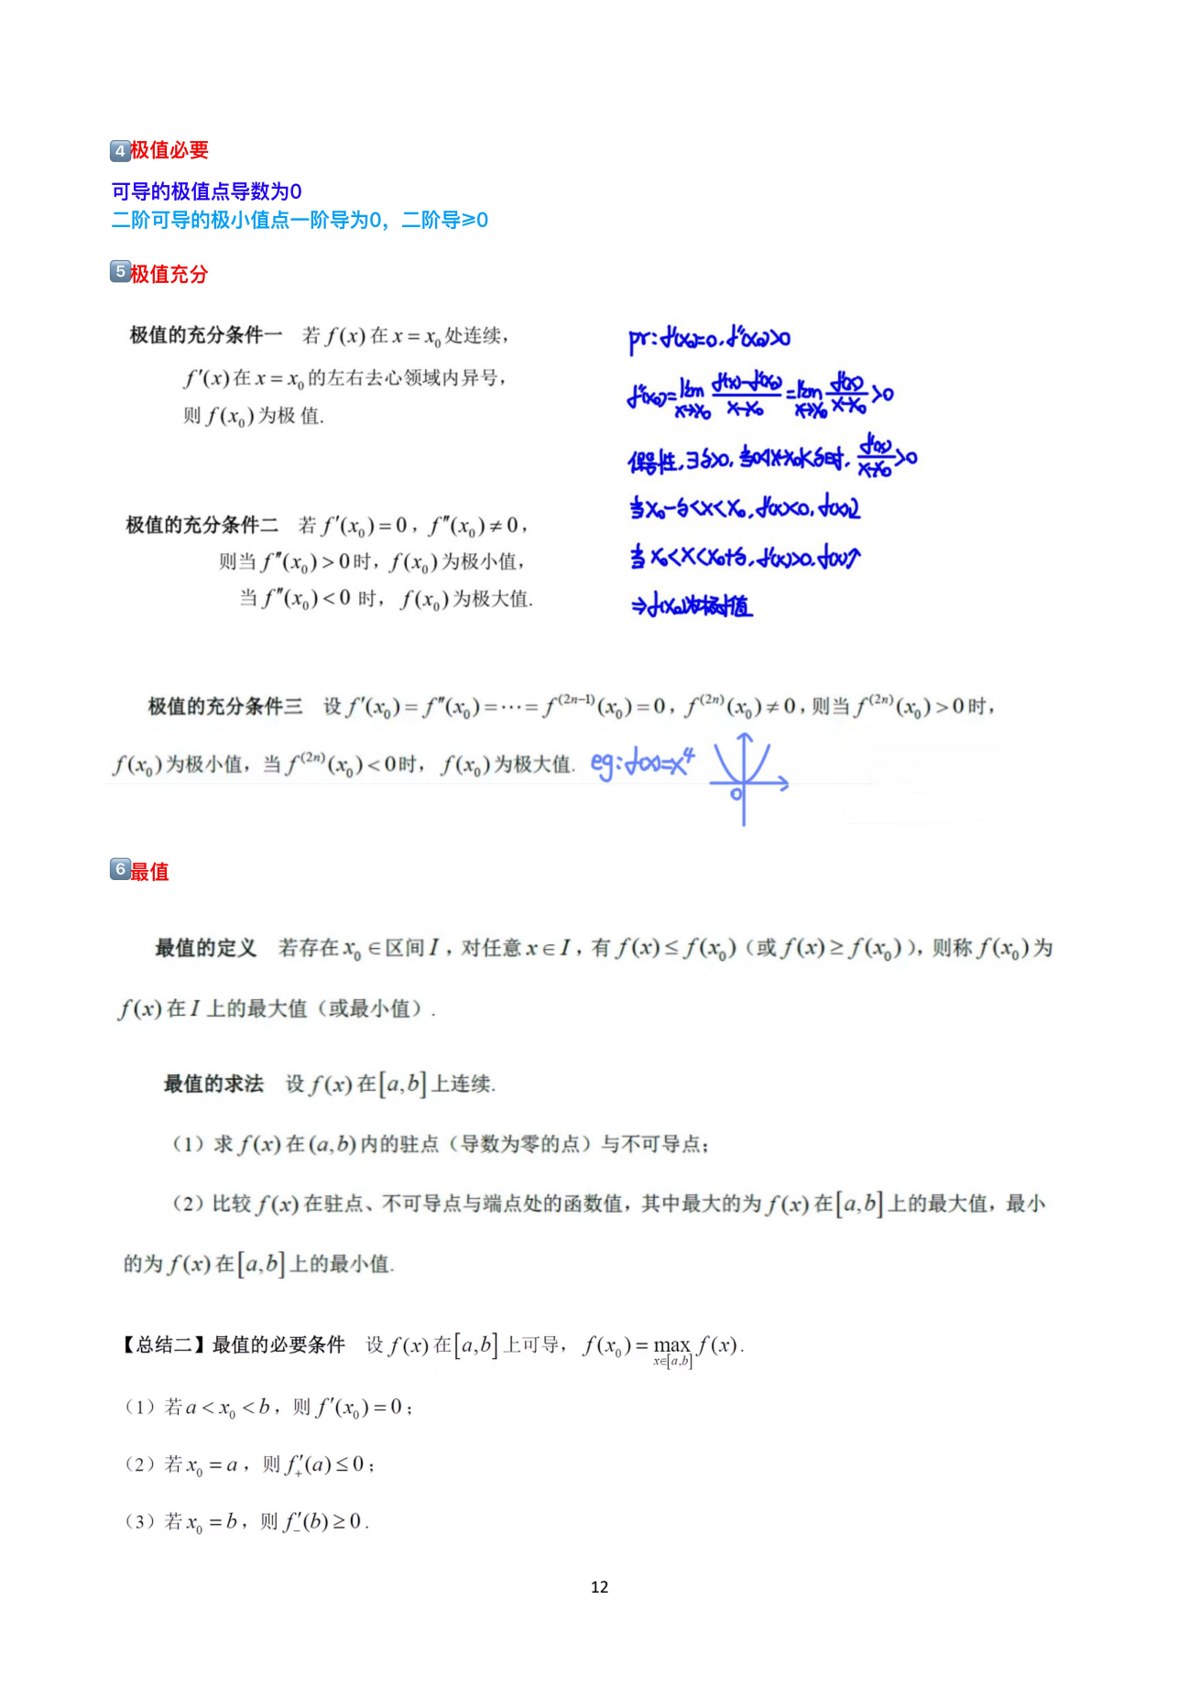 4极值必要
可导的极值点导数为0
二阶可导的极小值点一阶导为0，二阶导≥0
5极值充分
极值的充分条件一 若 f(x) 在 x = x₀ 处连续，
f′(x) 在 x = x₀ 的左右去心领域内异号，
则 f(x₀) 为极 值.
极值的充分条件二 若 f′(x₀) = 0，f″(x₀) ≠ 0，
则当 f″(x₀) > 0 时，f(x₀) 为极小值，
当 f″(x₀) < 0 时， f(x₀) 为极大值.
pr: f′(x₀)=0. f″(x₀)>0
f″(x₀)=lim x→x₀ (f′(x)-f′(x₀))/(x-x₀) =lim x→x₀ f′(x)/(x-x₀) >0
保号性, ∃δ>0, 当0<|x-x₀|<δ时, f′(x)/(x-x₀) >0
当x₀-δ<x<x₀, f′(x)<0, f(x)↓
当x₀<x<x₀+δ, f′(x)>0, f(x)↑
⇒f(x₀)为极小值
极值的充分条件三 设 f′(x₀) = f″(x₀) = ⋯ = f⁽²ⁿ⁻¹⁾(x₀) = 0，f⁽²ⁿ⁾(x₀) ≠ 0，则当 f⁽²ⁿ⁾(x₀) > 0 时，
f(x₀) 为极小值，当 f⁽²ⁿ⁾(x₀) < 0 时， f(x₀) 为极大值. eg: f(x)=x⁴
0
6最值
最值的定义 若存在 x₀ ∈ 区间 I，对任意 x ∈ I，有 f(x) ≤ f(x₀)（或 f(x) ≥ f(x₀)），则称 f(x₀) 为
f(x) 在 I 上的最大值（或最小值）.
最值的求法 设 f(x) 在 [a,b] 上连续.
（1）求 f(x) 在 (a,b) 内的驻点（导数为零的点）与不可导点；
（2）比较 f(x) 在驻点、不可导点与端点处的函数值，其中最大的为 f(x) 在 [a,b] 上的最大值，最小
的为 f(x) 在 [a,b] 上的最小值.
【总结二】最值的必要条件 设 f(x) 在 [a,b] 上可导， f(x₀) = max x∈[a,b] f(x).
（1）若 a < x₀ < b，则 f′(x₀) = 0；
（2）若 x₀ = a，则 f₊′(a) ≤ 0；
（3）若 x₀ = b，则 f₋′(b) ≥ 0.
12